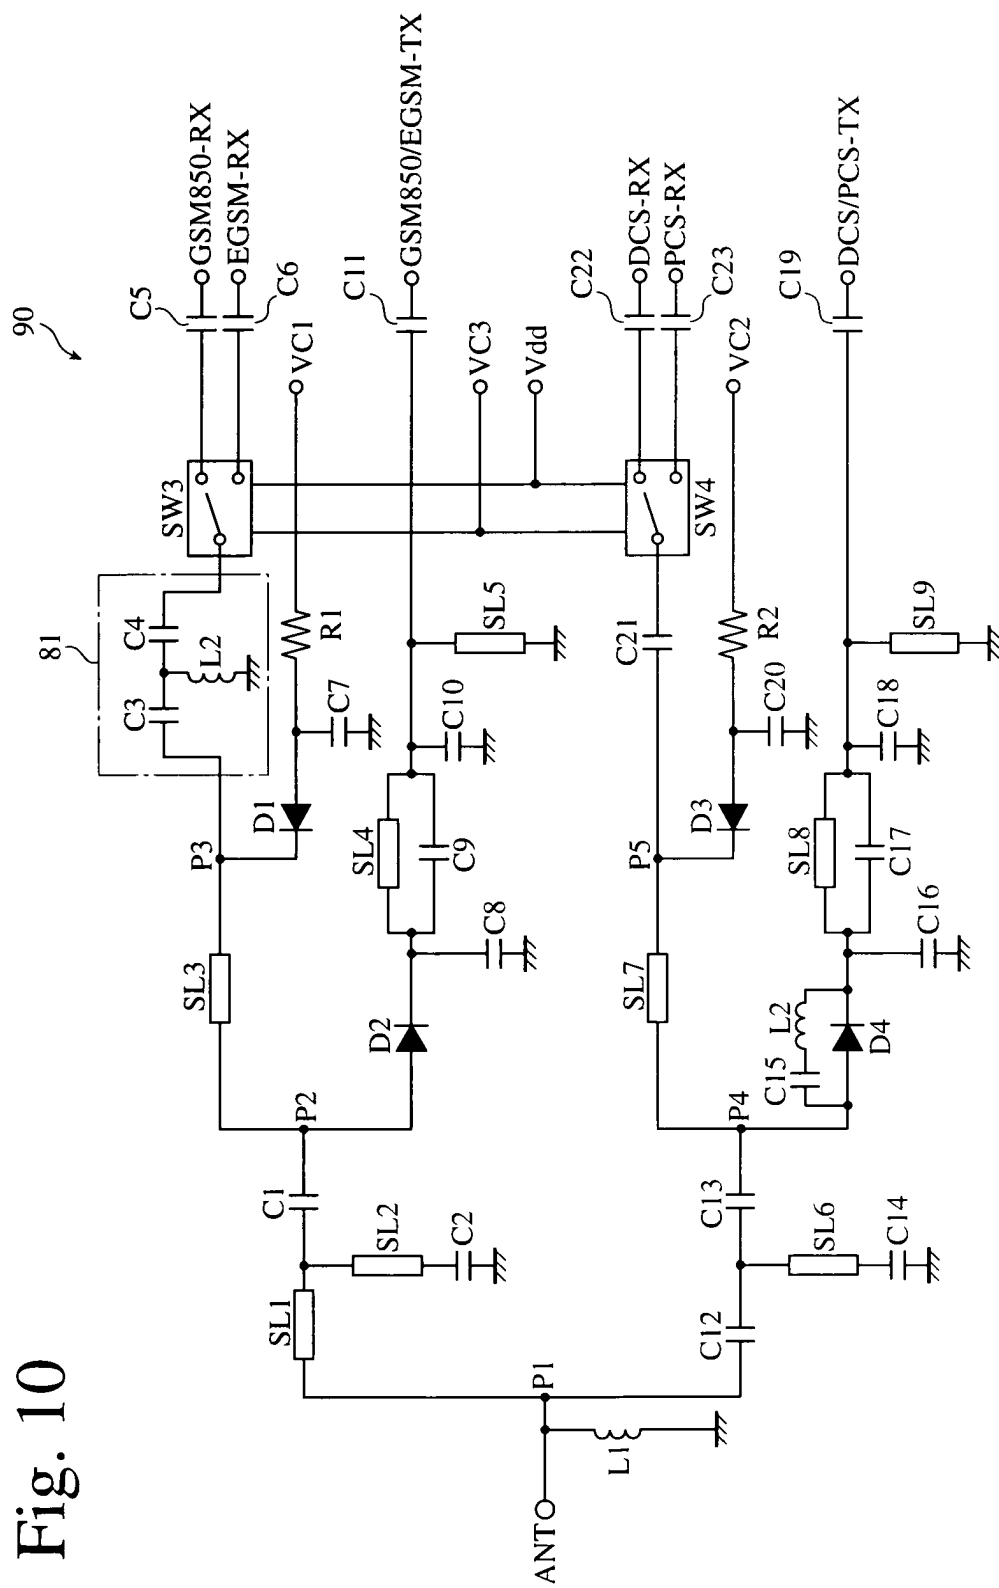 Fig. 10
90
81
C3
C4
L2
SW3
C5
GSM850-RX
C6
EGSM-RX
P3
D1
C7
R1
VC1
SL3
SL4
C9
C10
SL5
C11
GSM850/EGSM-TX
D2
C8
VC3
Vdd
P2
C1
SL2
C2
SL1
ANT
P1
L1
C12
C13
SL6
C14
P4
SL7
P5
C21
SW4
C22
DCS-RX
C23
PCS-RX
D3
C20
R2
VC2
C15
L2
D4
C16
SL8
C17
C18
SL9
C19
DCS/PCS-TX